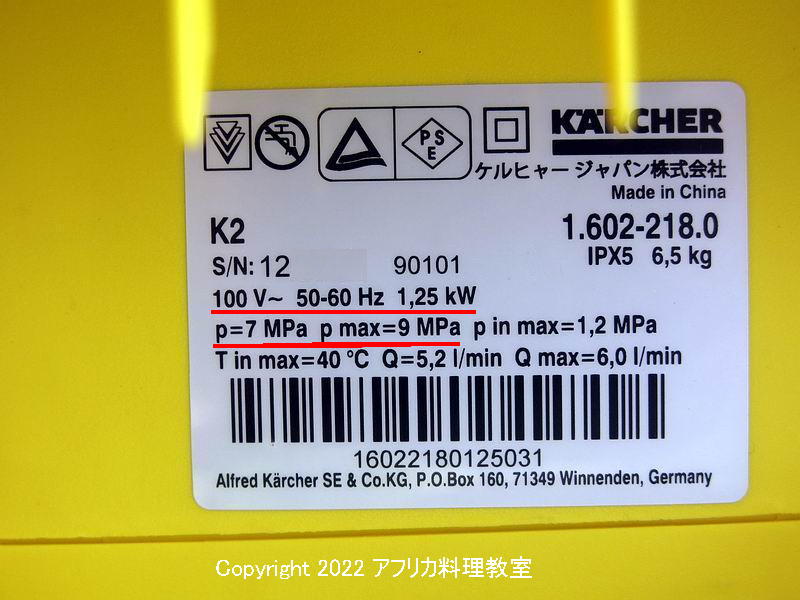 KÄRCHER
PS
E
ケルヒャー ジャパン株式会社
Made in China
K2
1.602-218.0
IPX5 6,5 kg
S/N: 12 90101
100 V~ 50-60 Hz 1,25 kW
p=7 MPa p max=9 MPa p in max=1,2 MPa
T in max=40 °C Q=5,2 l/min Q max=6,0 l/min
16022180125031
Alfred Kärcher SE & Co.KG, P.O.Box 160, 71349 Winnenden, Germany
Copyright 2022 アフリカ料理教室